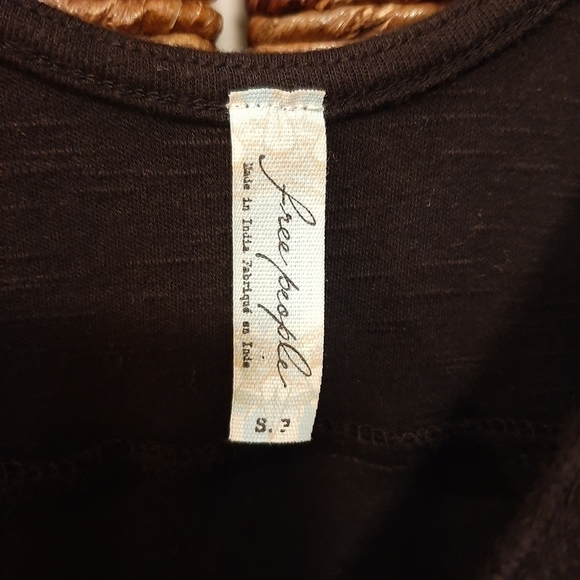 free people
Made in India Fabriqué en Inde
S.P